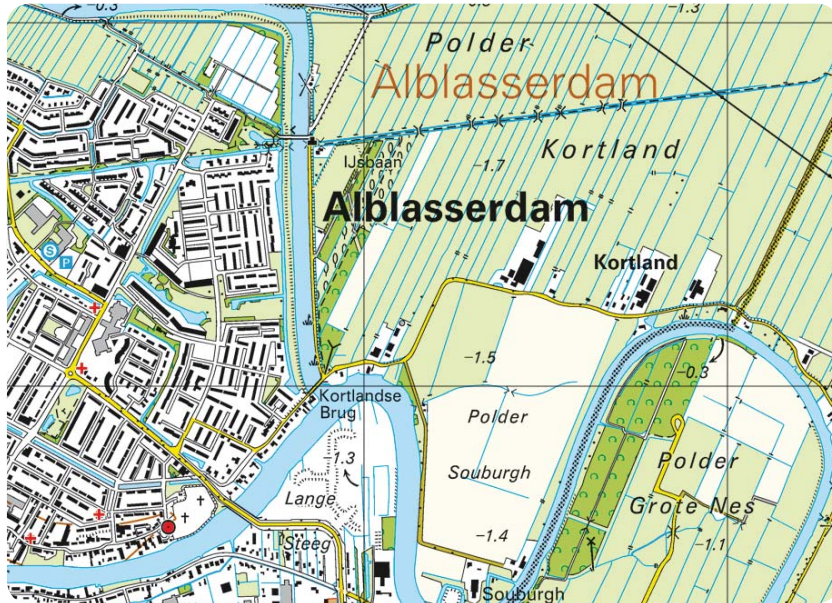 -0.3
-1.3
Polder
Alblasserdam
IJsbaan
-1.7
Kortland
Alblasserdam
Kortland
S
P
-1.5
-0.3
Kortlandse
Brug
Polder
Souburgh
-1.3
Lange
Steeg
Polder
Grote Nes
-1.4
-1.1
Souburgh